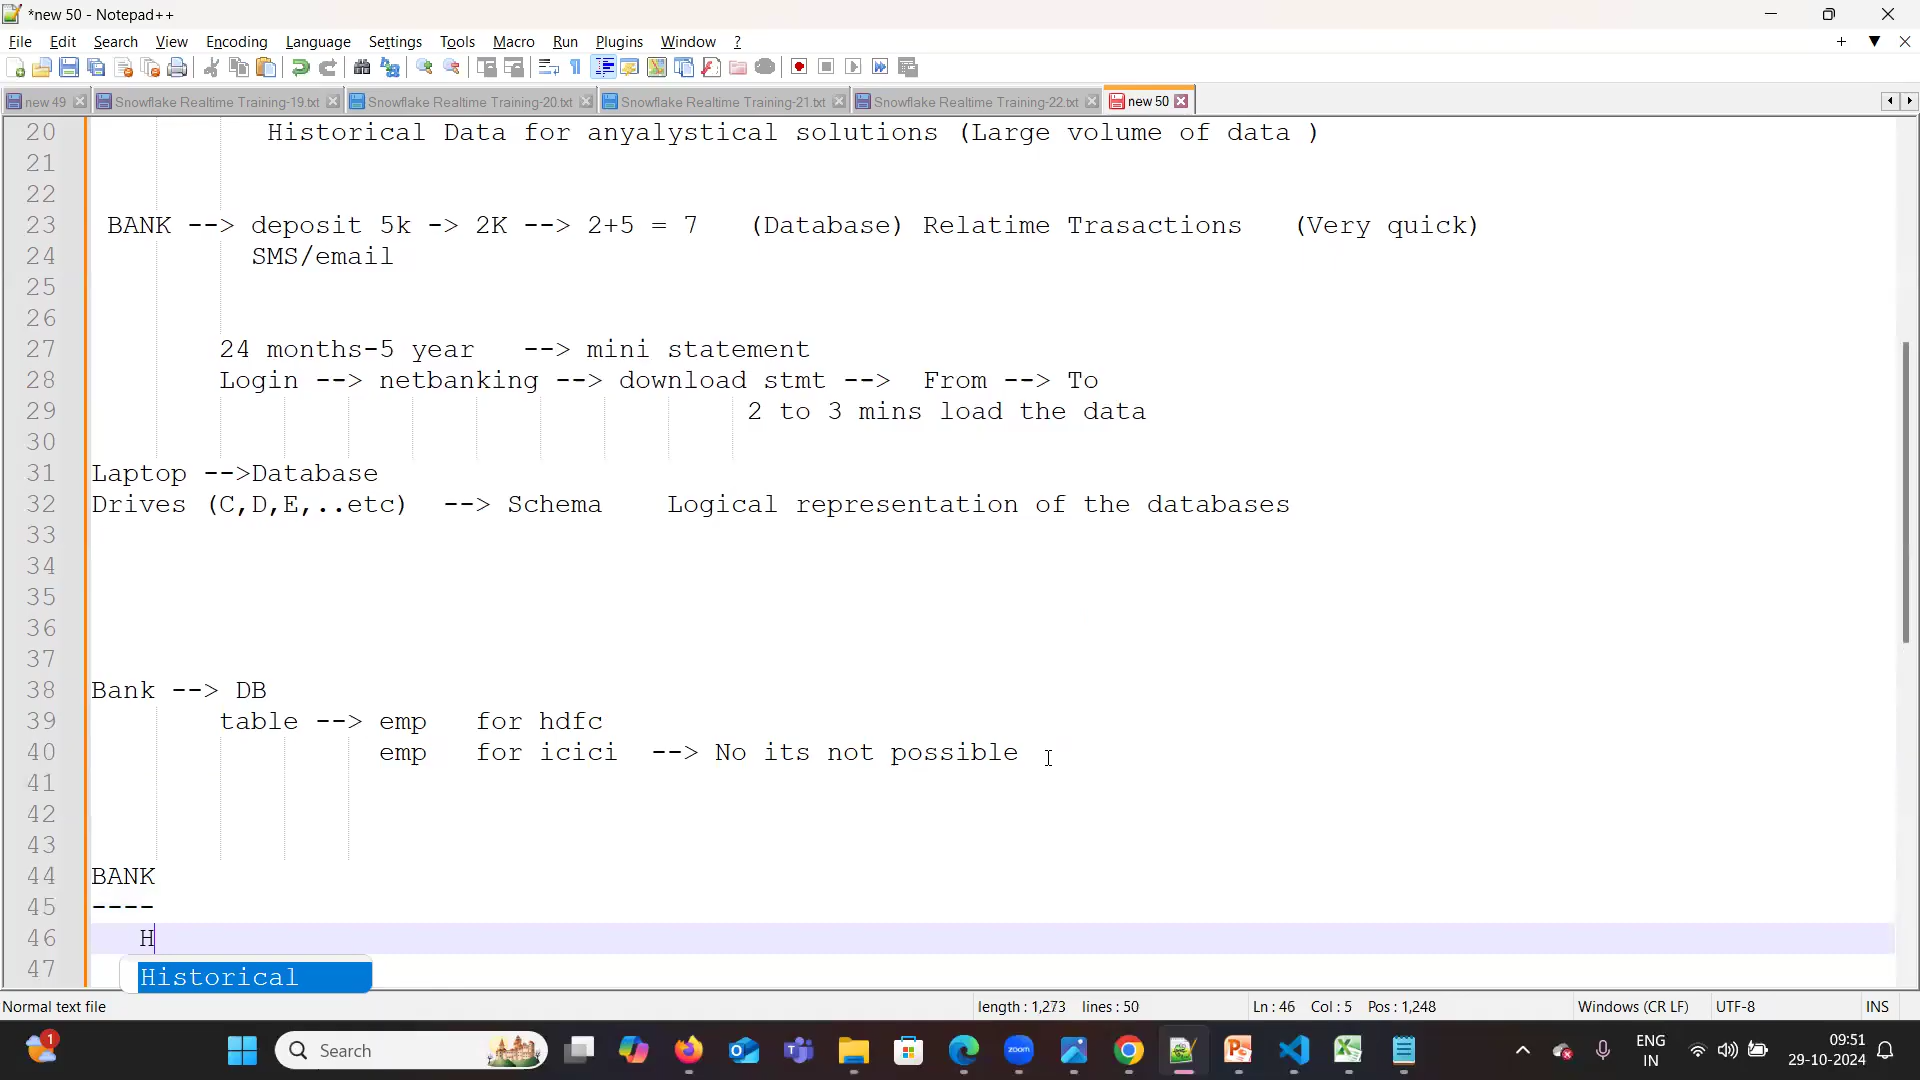 *new 50 - Notepad++
File Edit Search View Encoding Language Settings Tools Macro Run Plugins Window ?
new 49 Snowflake Realtime Training-19.txt Snowflake Realtime Training-20.txt Snowflake Realtime Training-21.txt Snowflake Realtime Training-22.txt new 50
20 Historical Data for anyalystical solutions (Large volume of data )
21
22
23 BANK --> deposit 5k -> 2K --> 2+5 = 7 (Database) Relatime Trasactions (Very quick)
24 SMS/email
25
26
27 24 months-5 year --> mini statement
28 Login --> netbanking --> download stmt --> From --> To
29 2 to 3 mins load the data
30
31 Laptop -->Database
32 Drives (C,D,E,..etc) --> Schema Logical representation of the databases
33
34
35
36
37
38 Bank --> DB
39 table --> emp for hdfc
40 emp for icici --> No its not possible
41
42
43
44 BANK
45 ----
46 H
47 Historical
Normal text file length : 1,273 lines : 50 Ln : 46 Col : 5 Pos : 1,248 Windows (CR LF) UTF-8 INS
1 Search zoom ENG IN 09:51 29-10-2024